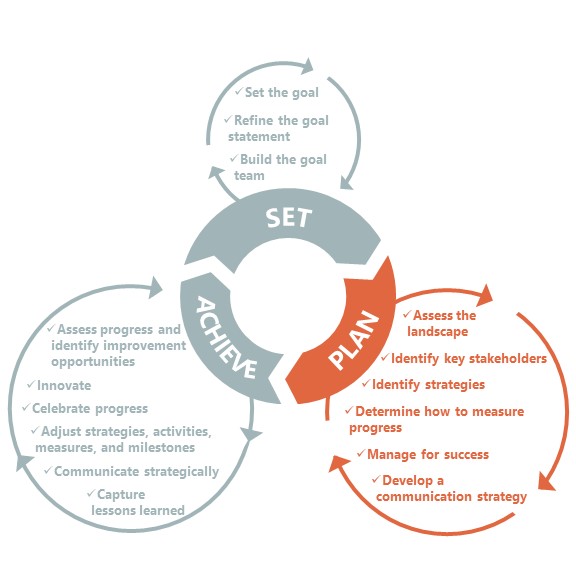 ✓Set the goal
✓Refine the goal
statement
✓Build the goal
team
SET
PLAN
ACHIEVE
✓Assess the
landscape
✓Identify key stakeholders
✓Identify strategies
✓Determine how to measure
progress
✓Manage for success
✓Develop a
communication strategy
✓Assess progress and
identify improvement
opportunities
✓Innovate
✓Celebrate progress
✓Adjust strategies, activities,
measures, and milestones
✓Communicate strategically
✓Capture
lessons learned